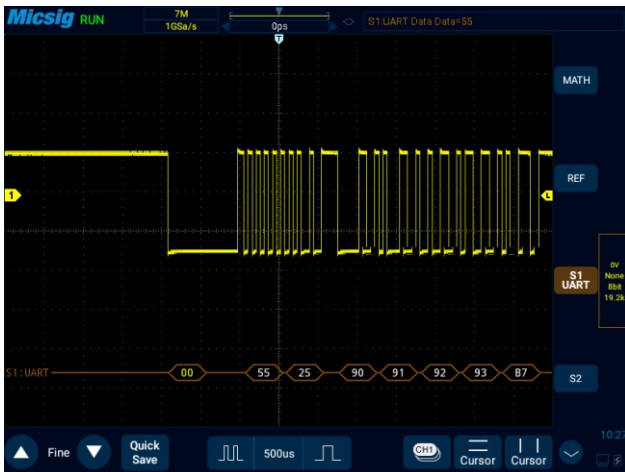 Micsig RUN
7M
1GSa/s
0ps
S1:UART Data Data=55
T
MATH
1
L
REF
S1
UART
0V
None
8bit
19.2k
S1:UART 00 55 25 90 91 92 93 B7
S2
10:27
Fine
Quick
Save
500us
CH1
Cursor
Cursor